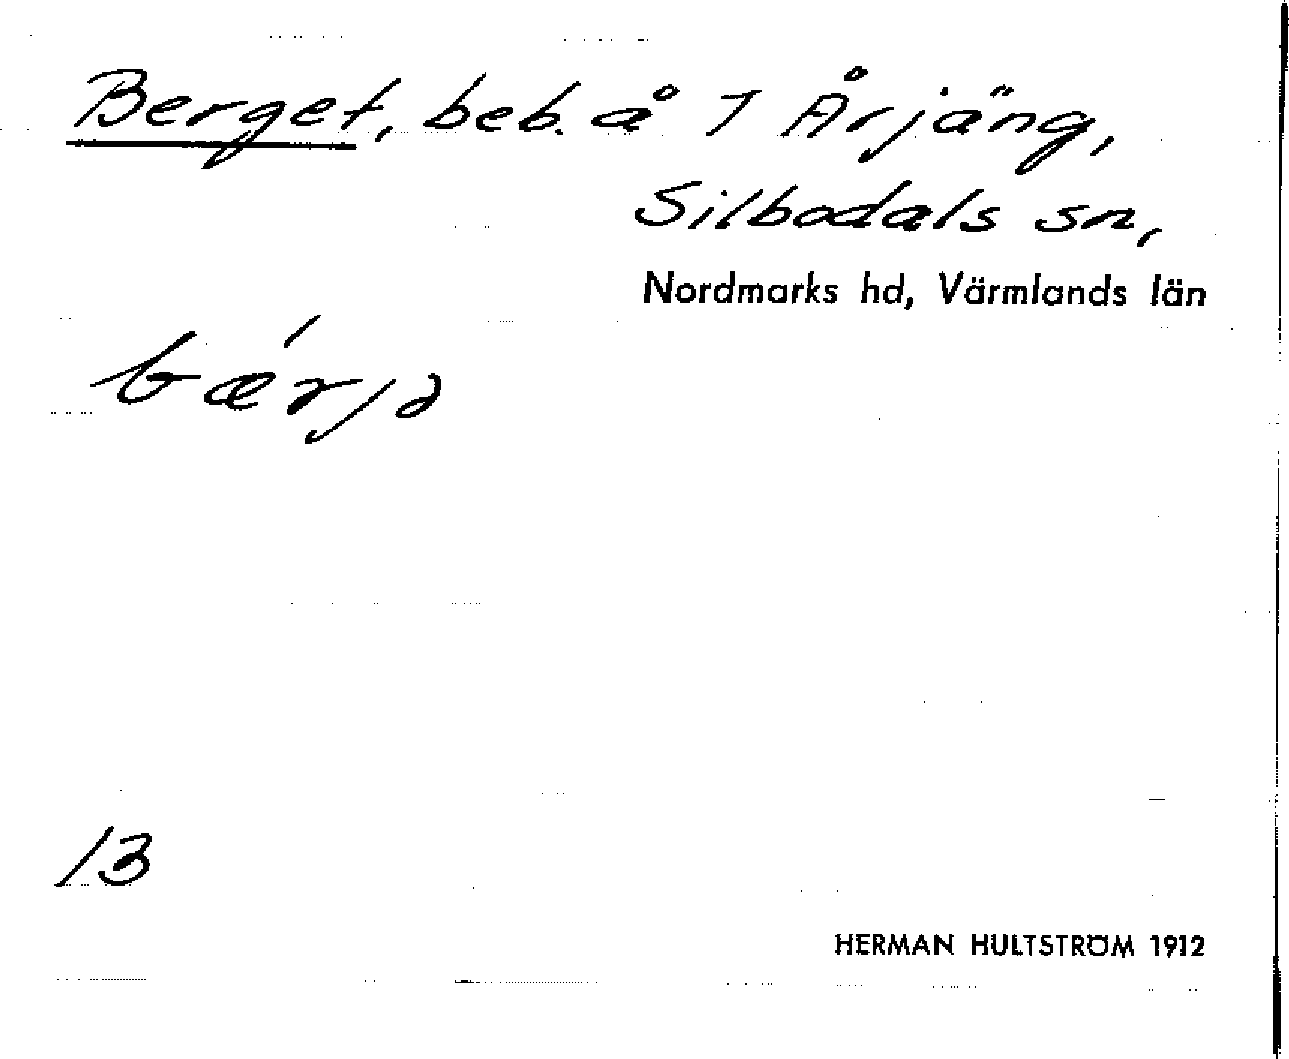 Berget, beb. å 7 Årjäng,
Silbodals sn,
Nordmarks hd, Värmlands län
bǽrjə
13
HERMAN HULTSTRÖM 1912